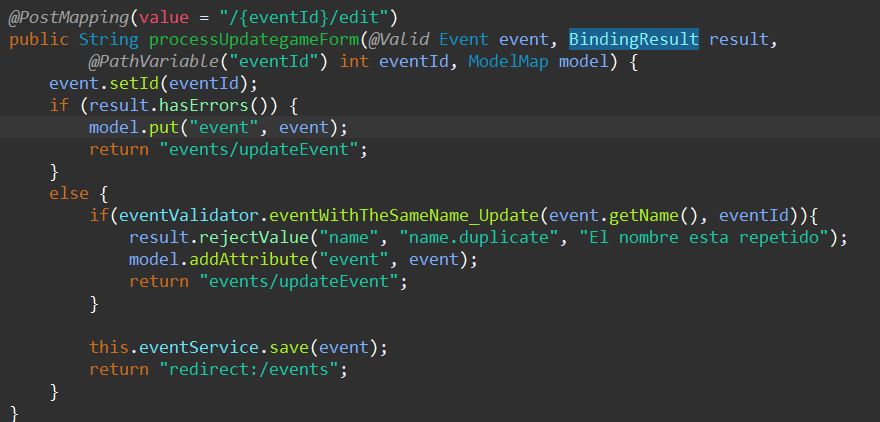 @PostMapping(value = "/{eventId}/edit")
public String processUpdategameForm(@Valid Event event, BindingResult result,
        @PathVariable("eventId") int eventId, ModelMap model) {
    event.setId(eventId);
    if (result.hasErrors()) {
        model.put("event", event);
        return "events/updateEvent";
    }
    else {
        if(eventValidator.eventWithTheSameName_Update(event.getName(), eventId)){
            result.rejectValue("name", "name.duplicate", "El nombre esta repetido");
            model.addAttribute("event", event);
            return "events/updateEvent";
        }

        this.eventService.save(event);
        return "redirect:/events";
    }
}